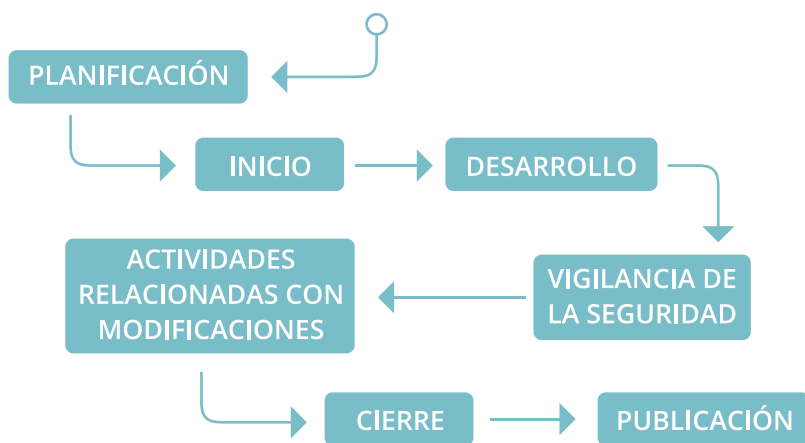 PLANIFICACIÓN
INICIO
DESARROLLO
VIGILANCIA DE
LA SEGURIDAD
ACTIVIDADES
RELACIONADAS CON
MODIFICACIONES
CIERRE
PUBLICACIÓN